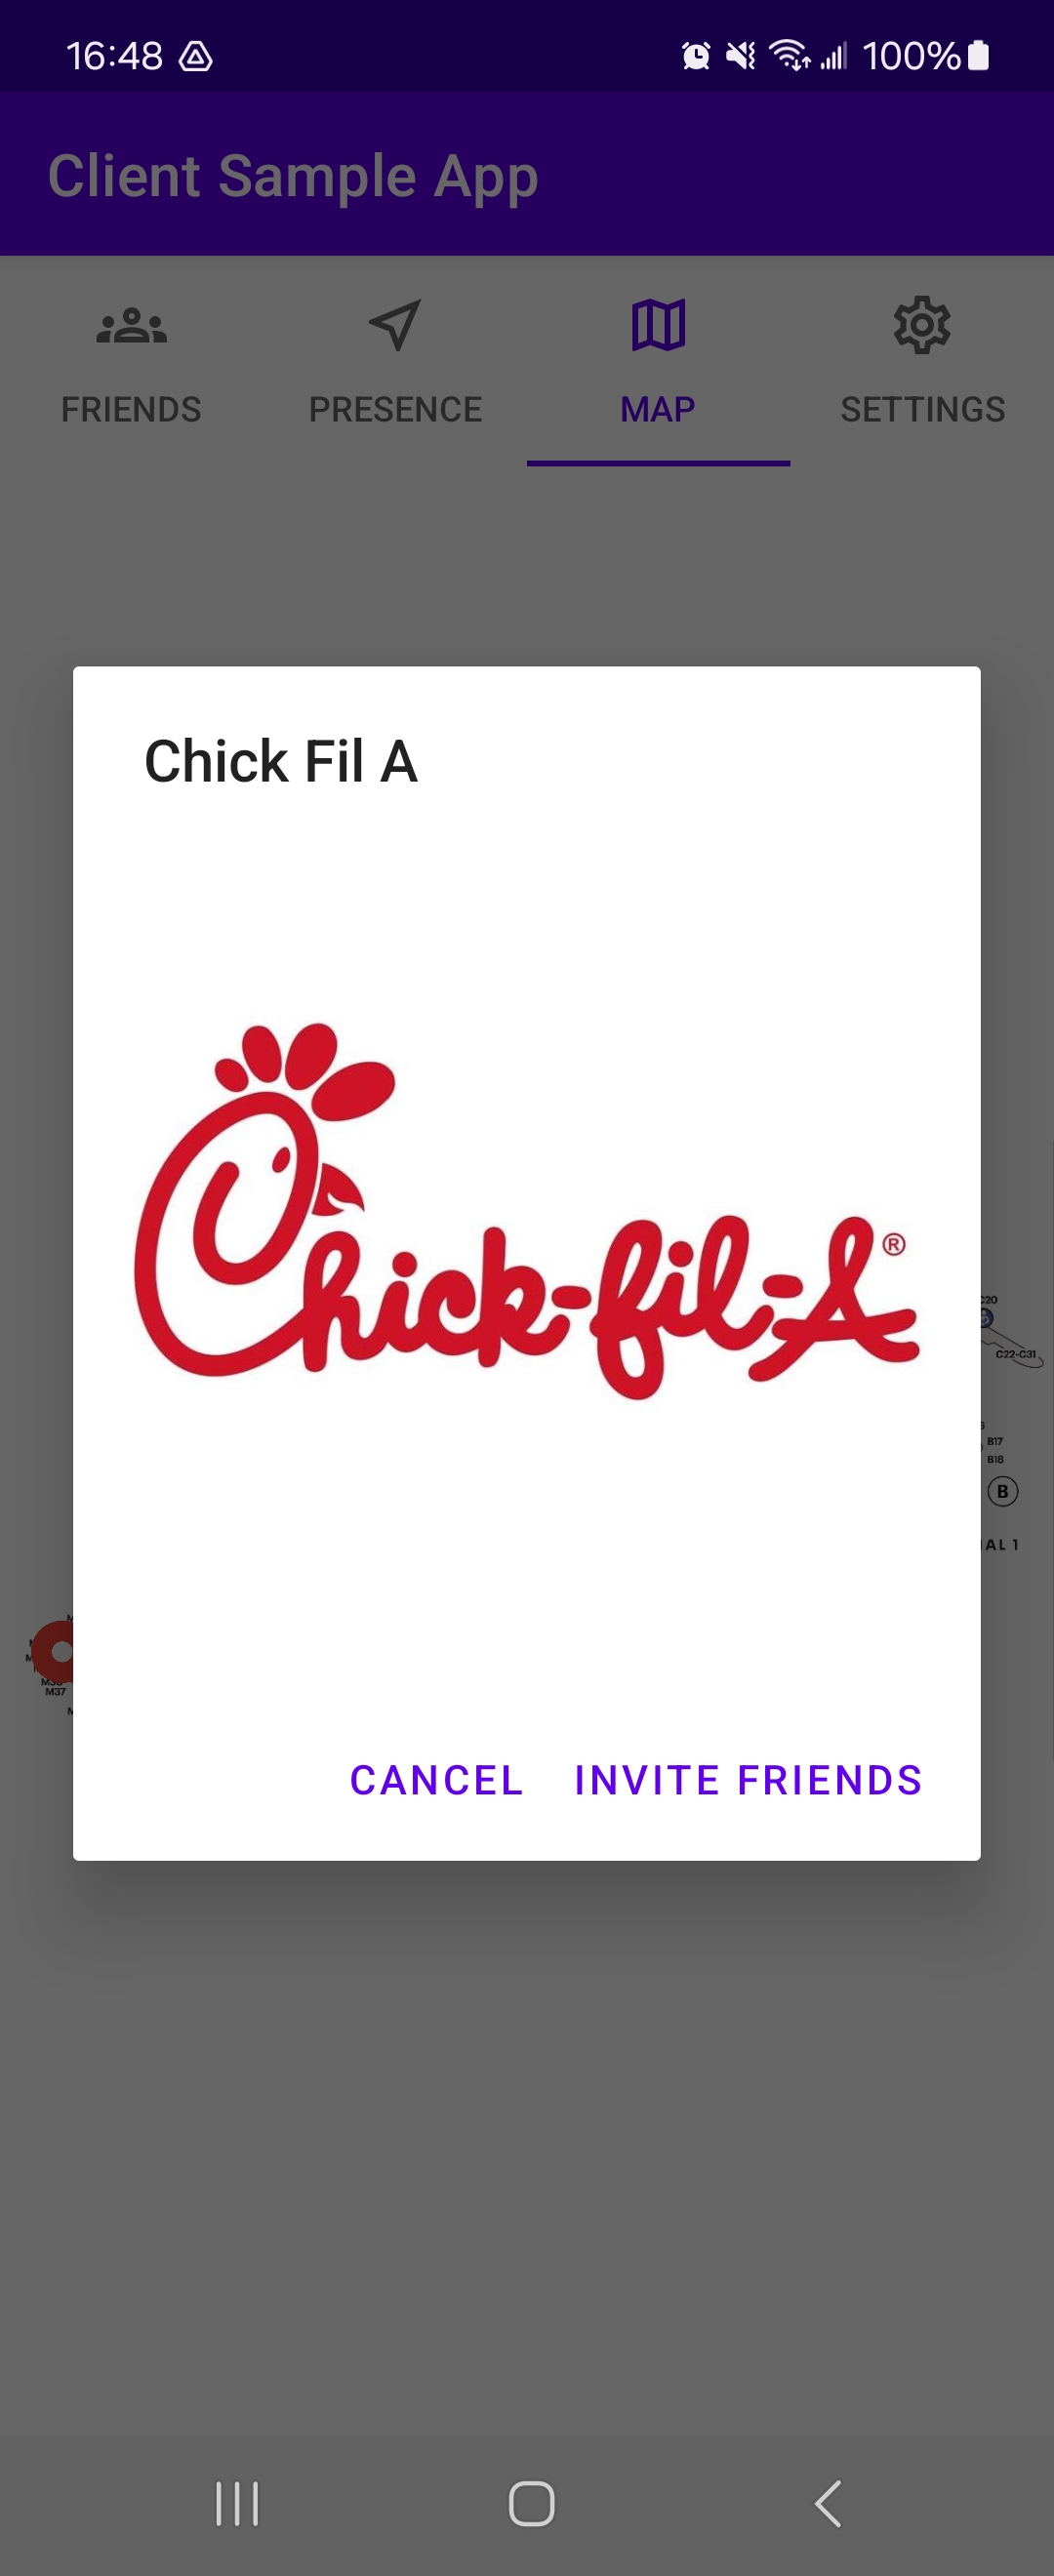 16:48
100%
Client Sample App
FRIENDS
PRESENCE
MAP
SETTINGS
Chick Fil A
Chick-fil-A®
C20
C22-C31
B17
B18
B
AL 1
M37
CANCEL
INVITE FRIENDS